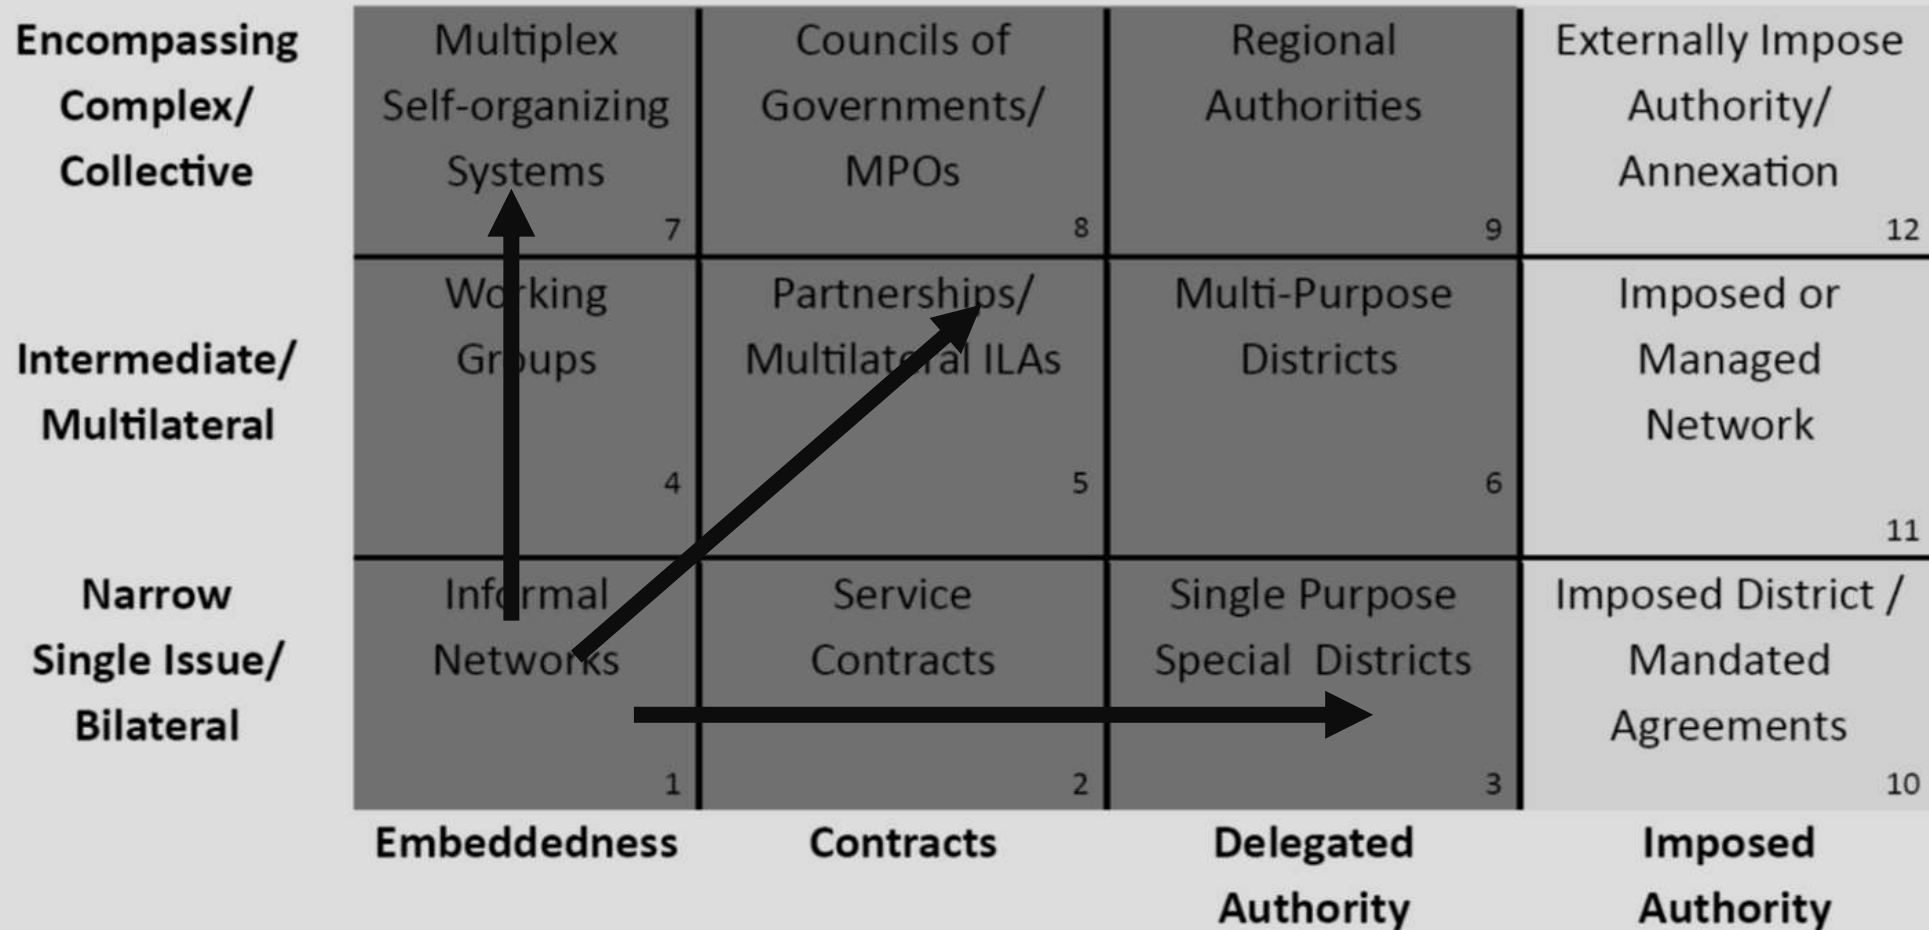 Encompassing
Complex/
Collective
Multiplex
Self-organizing
Systems
7
Councils of
Governments/
MPOs
8
Regional
Authorities
9
Externally Impose
Authority/
Annexation
12
Intermediate/
Multilateral
Working
Groups
4
Partnerships/
Multilateral ILAs
5
Multi-Purpose
Districts
6
Imposed or
Managed
Network
11
Narrow
Single Issue/
Bilateral
Informal
Networks
1
Service
Contracts
2
Single Purpose
Special Districts
3
Imposed District /
Mandated
Agreements
10
Embeddedness
Contracts
Delegated
Authority
Imposed
Authority